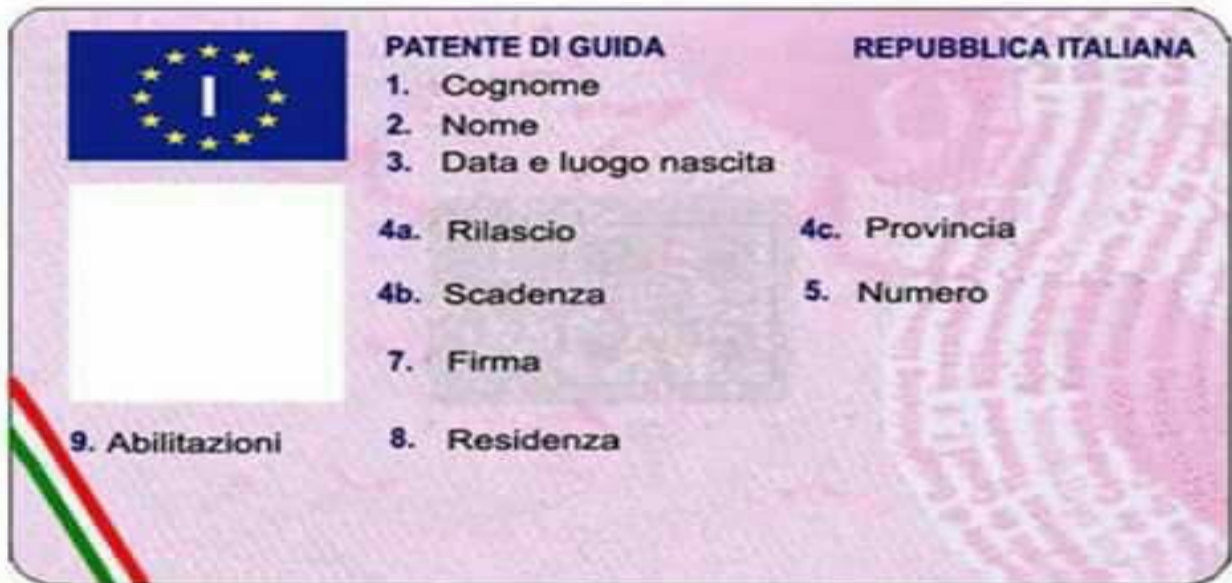 I
PATENTE DI GUIDA REPUBBLICA ITALIANA
1. Cognome
2. Nome
3. Data e luogo nascita
4a. Rilascio 4c. Provincia
4b. Scadenza 5. Numero
7. Firma
9. Abilitazioni 8. Residenza